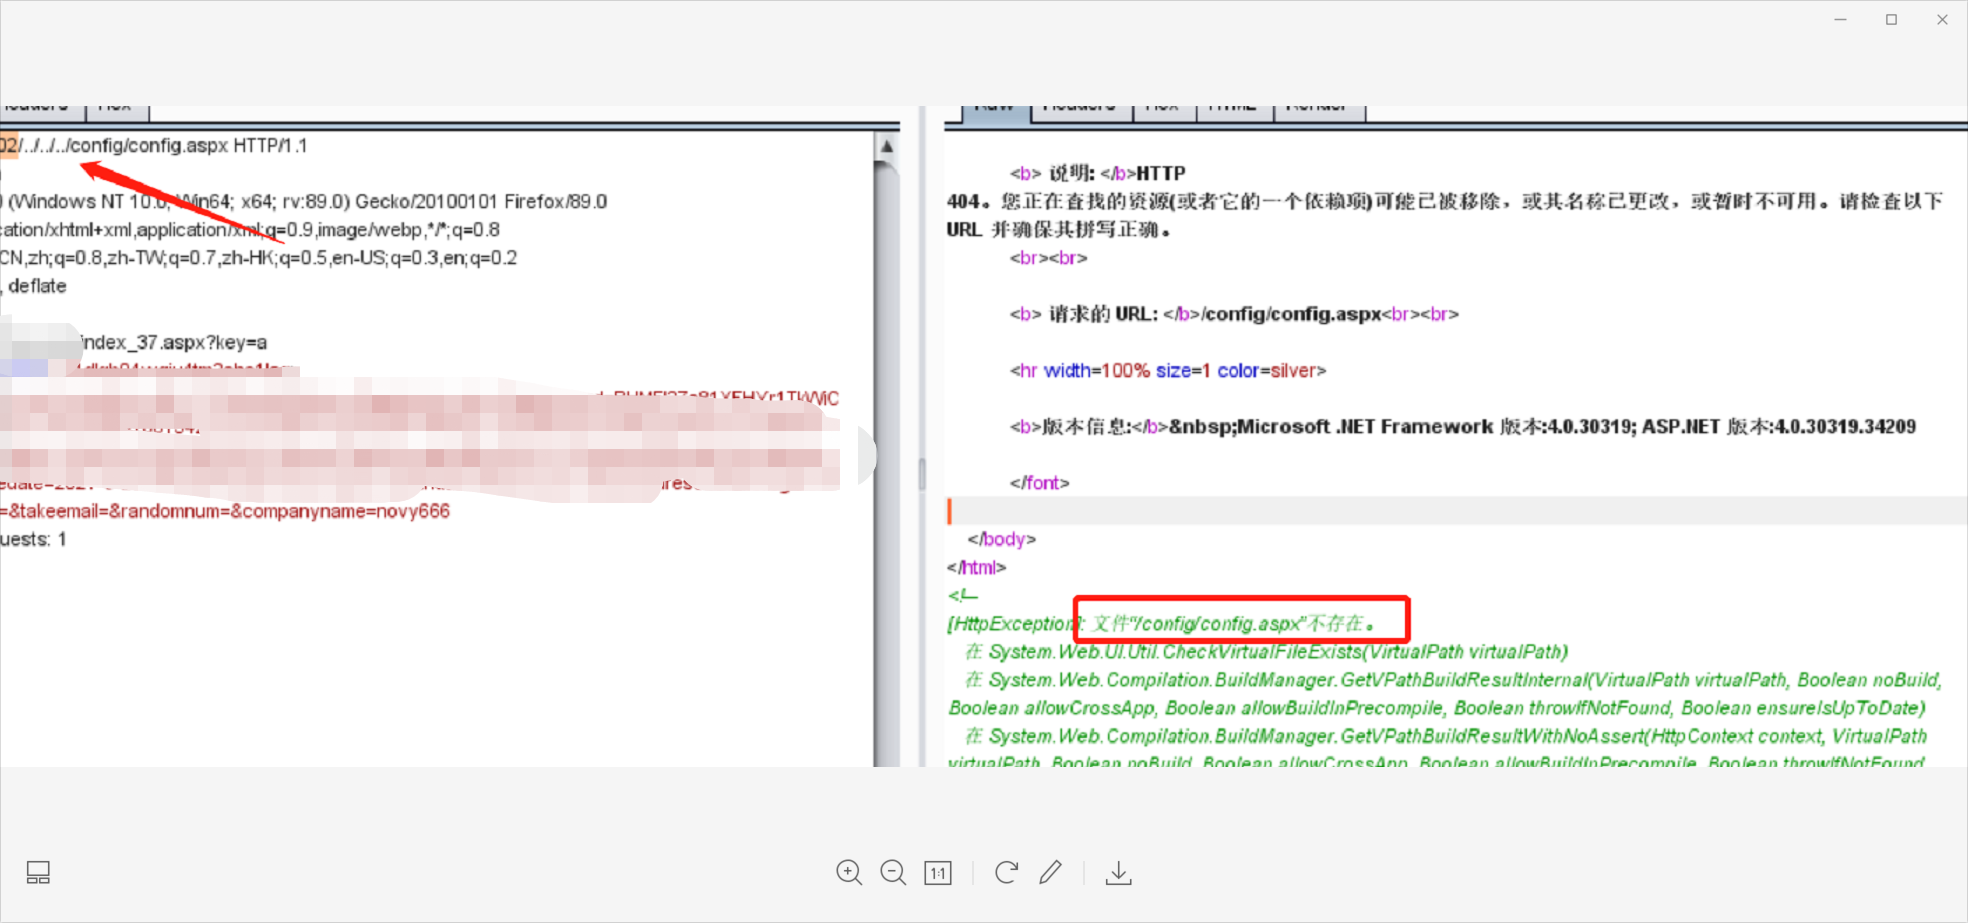 Raw Headers Hex HTML Render
02/../../../config/config.aspx HTTP/1.1
) (Windows NT 10.0; Win64; x64; rv:89.0) Gecko/20100101 Firefox/89.0
cation/xhtml+xml,application/xml;q=0.9,image/webp,*/*;q=0.8
CN,zh;q=0.8,zh-TW;q=0.7,zh-HK;q=0.5,en-US;q=0.3,en;q=0.2
, deflate
index_37.aspx?key=a
=&takeemail=&randomnum=&companyname=novy666
uests: 1
<b> 说明: </b>HTTP
404。您正在查找的资源(或者它的一个依赖项)可能已被移除，或其名称已更改，或暂时不可用。请检查以下
URL 并确保其拼写正确。
<br><br>
<b> 请求的 URL: </b>/config/config.aspx<br><br>
<hr width=100% size=1 color=silver>
<b>版本信息:</b>&nbsp;Microsoft .NET Framework 版本:4.0.30319; ASP.NET 版本:4.0.30319.34209
</font>
</body>
</html>
<!--
[HttpException]: 文件“/config/config.aspx”不存在。
在 System.Web.UI.Util.CheckVirtualFileExists(VirtualPath virtualPath)
在 System.Web.Compilation.BuildManager.GetVPathBuildResultInternal(VirtualPath virtualPath, Boolean noBuild,
Boolean allowCrossApp, Boolean allowBuildInPrecompile, Boolean throwIfNotFound, Boolean ensureIsUpToDate)
在 System.Web.Compilation.BuildManager.GetVPathBuildResultWithNoAssert(HttpContext context, VirtualPath
virtualPath, Boolean noBuild, Boolean allowCrossApp, Boolean allowBuildInPrecompile, Boolean throwIfNotFound,
1:1